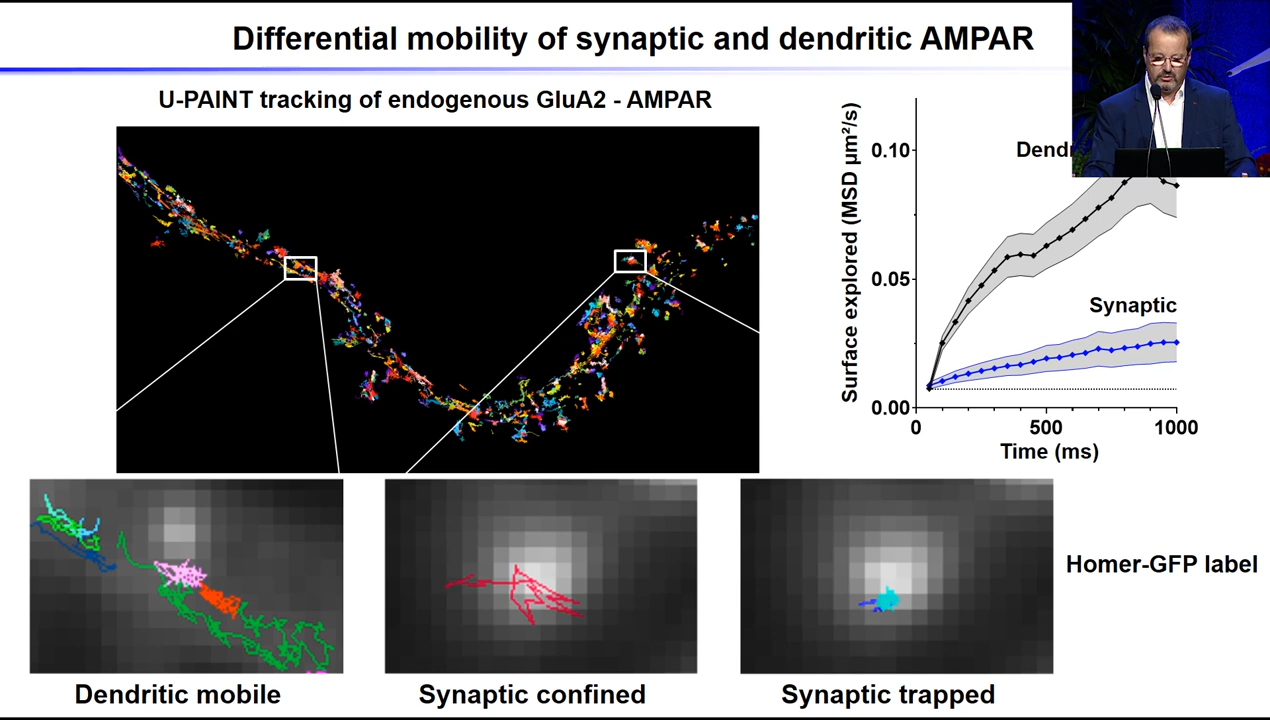 Differential mobility of synaptic and dendritic AMPAR
U-PAINT tracking of endogenous GluA2 - AMPAR
Surface explored (MSD µm²/s)
0.10
0.05
0.00
Synaptic
0
500
1000
Time (ms)
Homer-GFP label
Dendritic mobile
Synaptic confined
Synaptic trapped